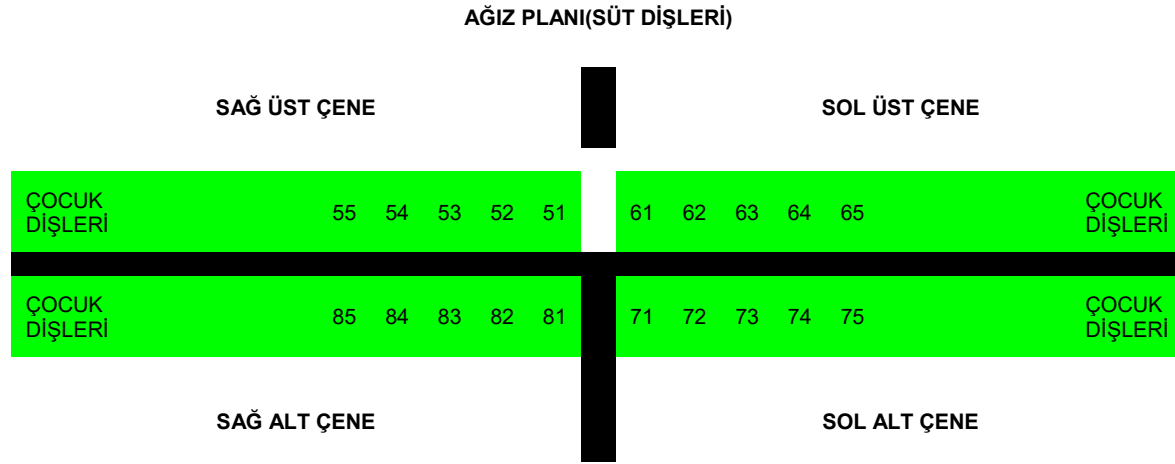 AĞIZ PLANI(SÜT DİŞLERİ)
SAĞ ÜST ÇENE SOL ÜST ÇENE
ÇOCUK DİŞLERİ 55 54 53 52 51 61 62 63 64 65 ÇOCUK DİŞLERİ
ÇOCUK DİŞLERİ 85 84 83 82 81 71 72 73 74 75 ÇOCUK DİŞLERİ
SAĞ ALT ÇENE SOL ALT ÇENE